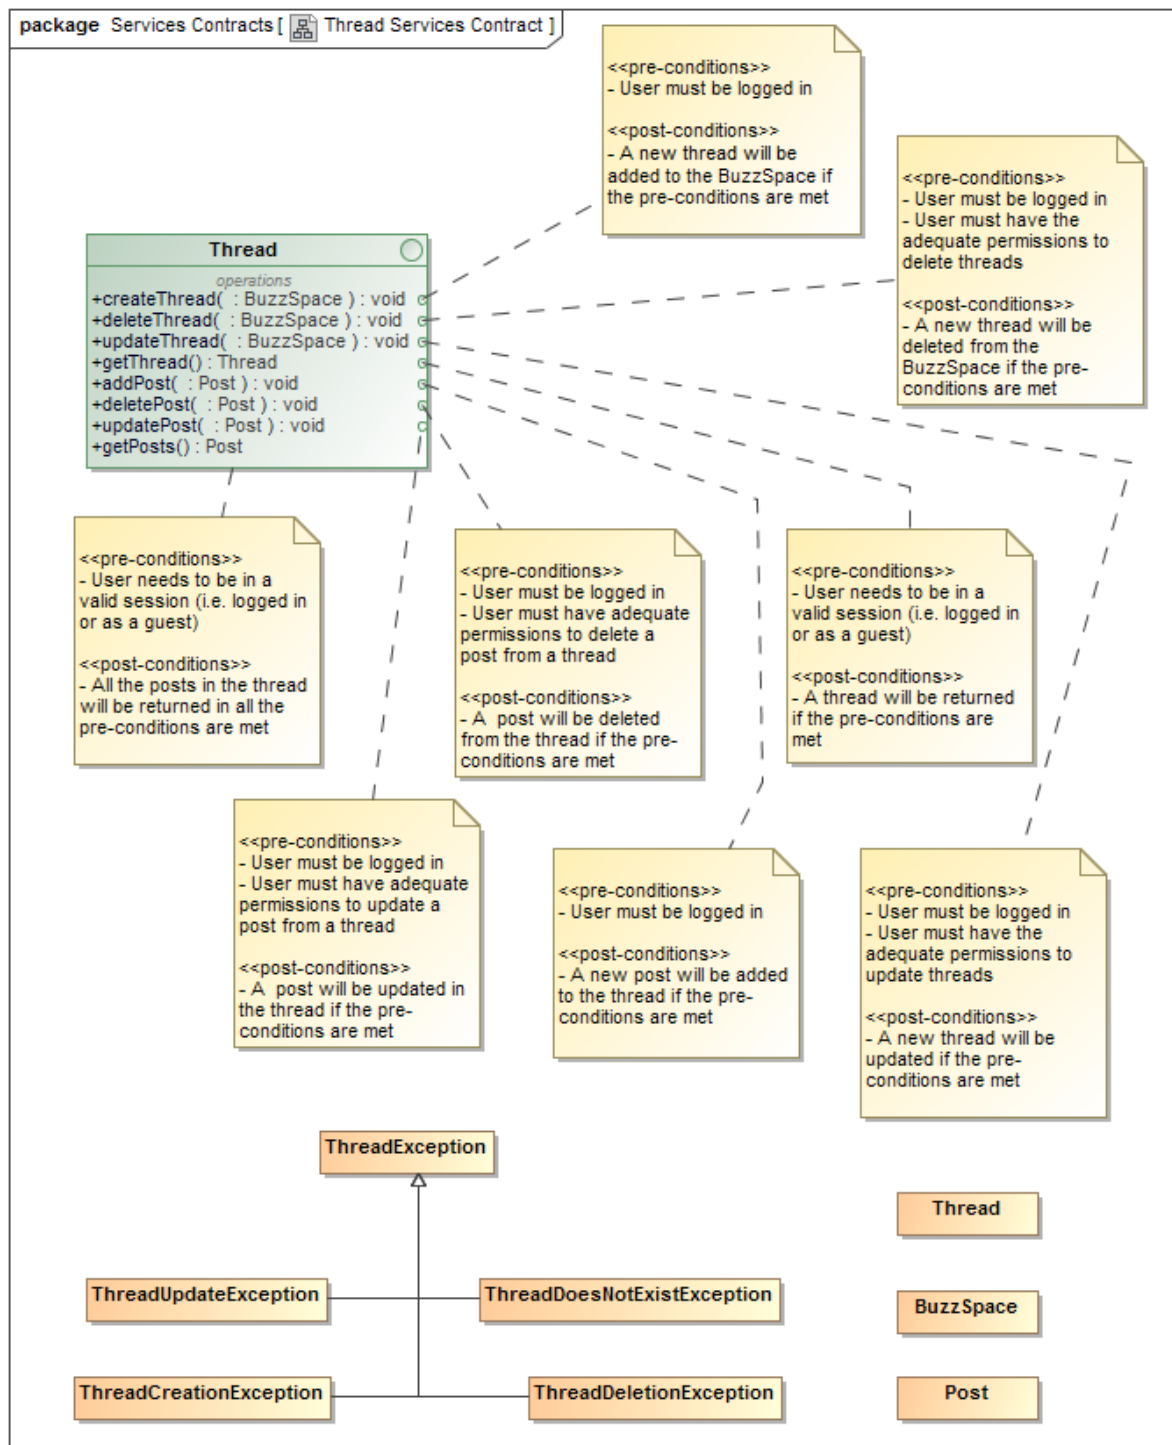 package Services Contracts [ Thread Services Contract ]
<<pre-conditions>>
- User must be logged in
<<post-conditions>>
- A new thread will be
added to the BuzzSpace if
the pre-conditions are met
<<pre-conditions>>
- User must be logged in
- User must have the
adequate permissions to
delete threads
<<post-conditions>>
- A new thread will be
deleted from the
BuzzSpace if the pre-
conditions are met
Thread
operations
+createThread( : BuzzSpace ) : void
+deleteThread( : BuzzSpace ) : void
+updateThread( : BuzzSpace ) : void
+getThread() : Thread
+addPost( : Post ) : void
+deletePost( : Post ) : void
+updatePost( : Post ) : void
+getPosts() : Post
<<pre-conditions>>
- User needs to be in a
valid session (i.e. logged in
or as a guest)
<<post-conditions>>
- All the posts in the thread
will be returned in all the
pre-conditions are met
<<pre-conditions>>
- User must be logged in
- User must have adequate
permissions to delete a
post from a thread
<<post-conditions>>
- A  post will be deleted
from the thread if the pre-
conditions are met
<<pre-conditions>>
- User needs to be in a
valid session (i.e. logged in
or as a guest)
<<post-conditions>>
- A thread will be returned
if the pre-conditions are
met
<<pre-conditions>>
- User must be logged in
- User must have adequate
permissions to update a
post from a thread
<<post-conditions>>
- A  post will be updated in
the thread if the pre-
conditions are met
<<pre-conditions>>
- User must be logged in
<<post-conditions>>
- A new post will be added
to the thread if the pre-
conditions are met
<<pre-conditions>>
- User must be logged in
- User must have the
adequate permissions to
update threads
<<post-conditions>>
- A new thread will be
updated if the pre-
conditions are met
ThreadException
ThreadUpdateException
ThreadDoesNotExistException
ThreadCreationException
ThreadDeletionException
Thread
BuzzSpace
Post